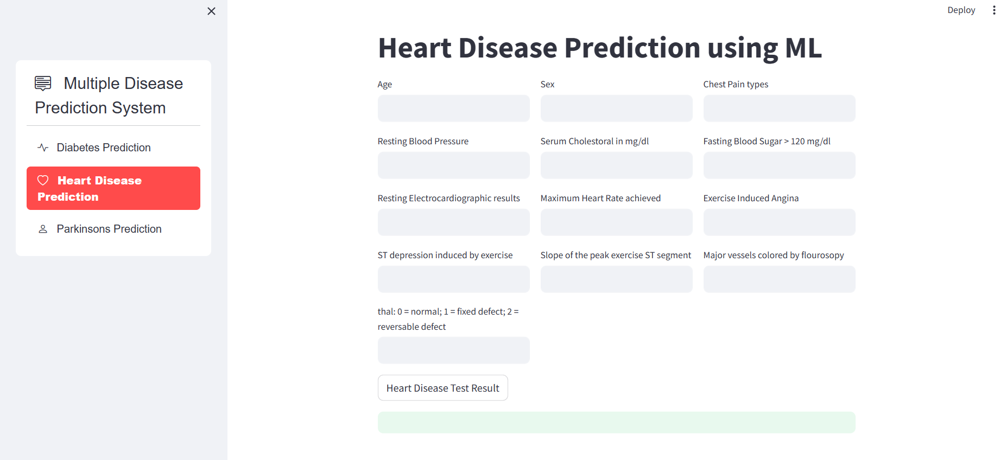 Deploy
Multiple Disease
Prediction System
Diabetes Prediction
Heart Disease
Prediction
Parkinsons Prediction
Heart Disease Prediction using ML
Age
Sex
Chest Pain types
Resting Blood Pressure
Serum Cholestoral in mg/dl
Fasting Blood Sugar > 120 mg/dl
Resting Electrocardiographic results
Maximum Heart Rate achieved
Exercise Induced Angina
ST depression induced by exercise
Slope of the peak exercise ST segment
Major vessels colored by flourosopy
thal: 0 = normal; 1 = fixed defect; 2 =
reversable defect
Heart Disease Test Result